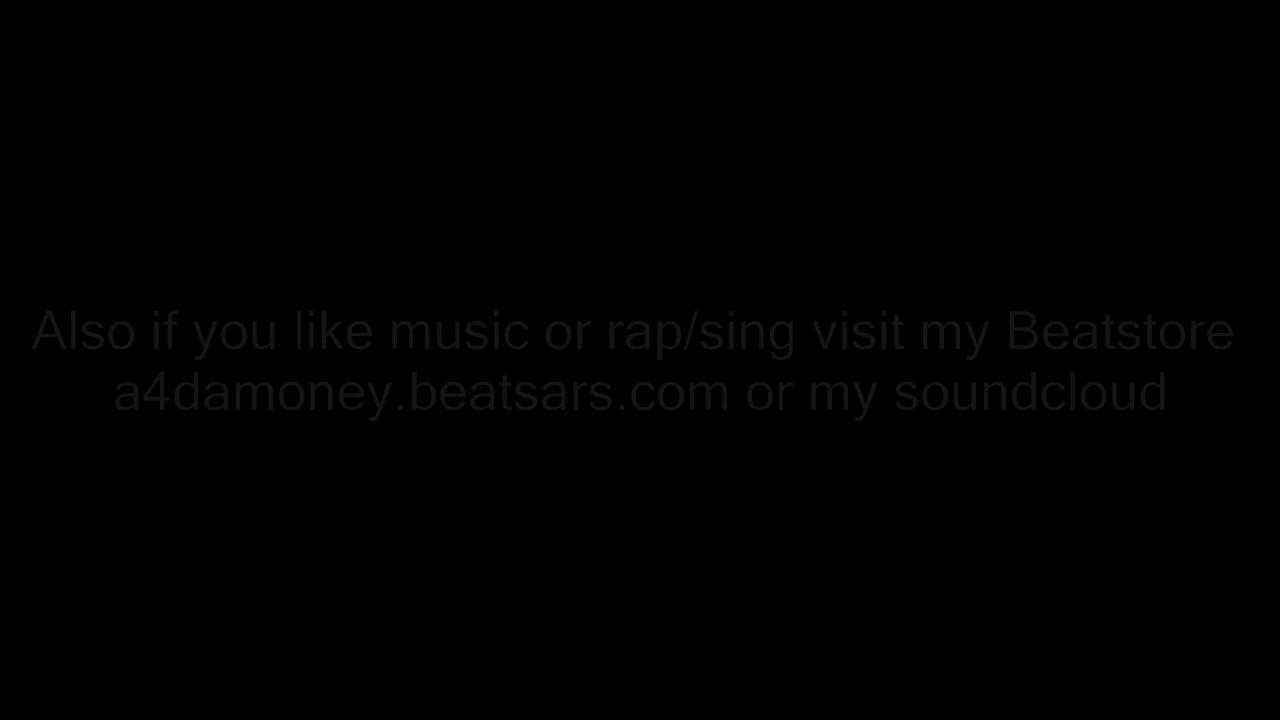 Also if you like music or rap/sing visit my Beatstore
a4damoney.beatsars.com or my soundcloud